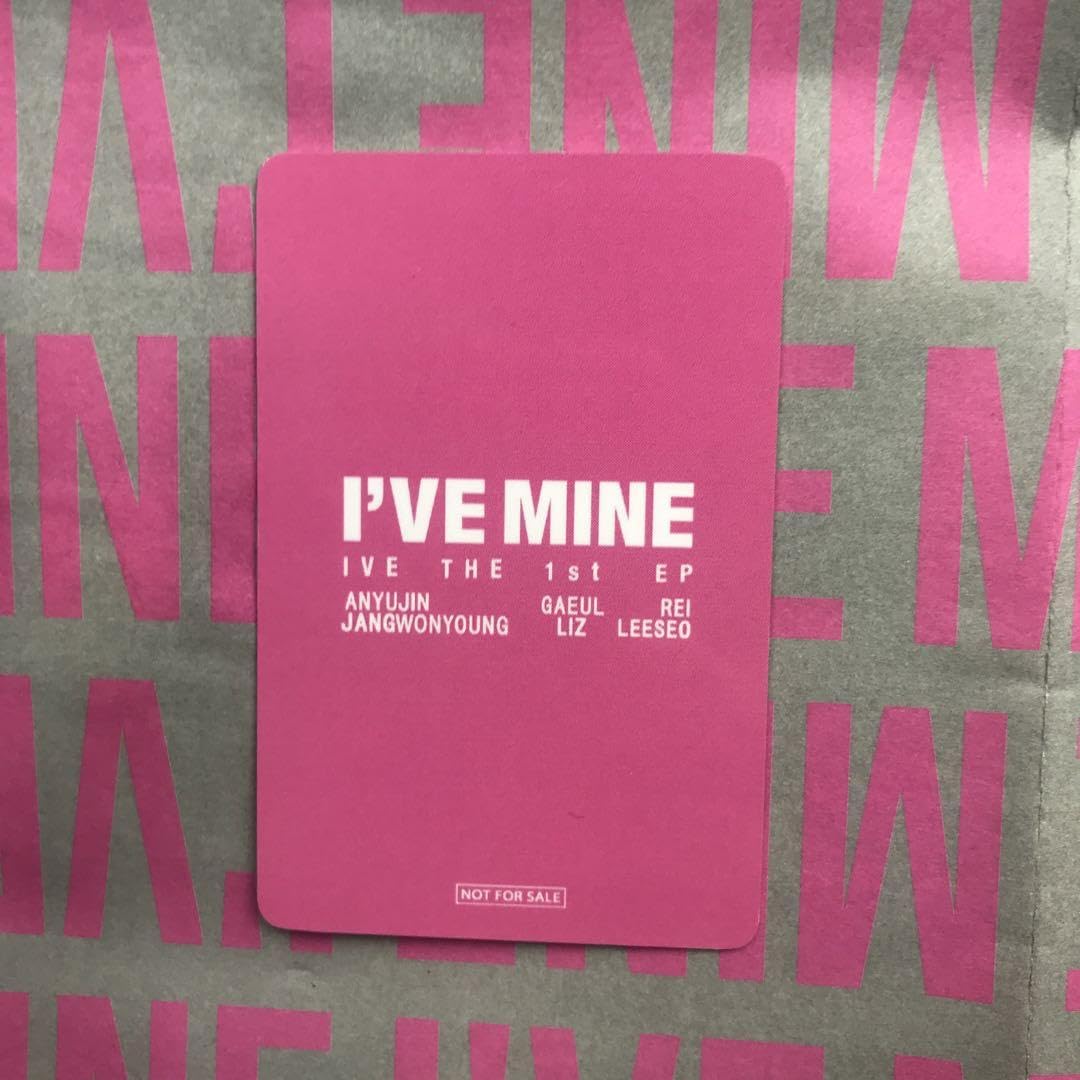 I'VE MINE
IVE THE 1st EP
ANYUJIN GAEUL REI
JANGWONYOUNG LIZ LEESEO
NOT FOR SALE